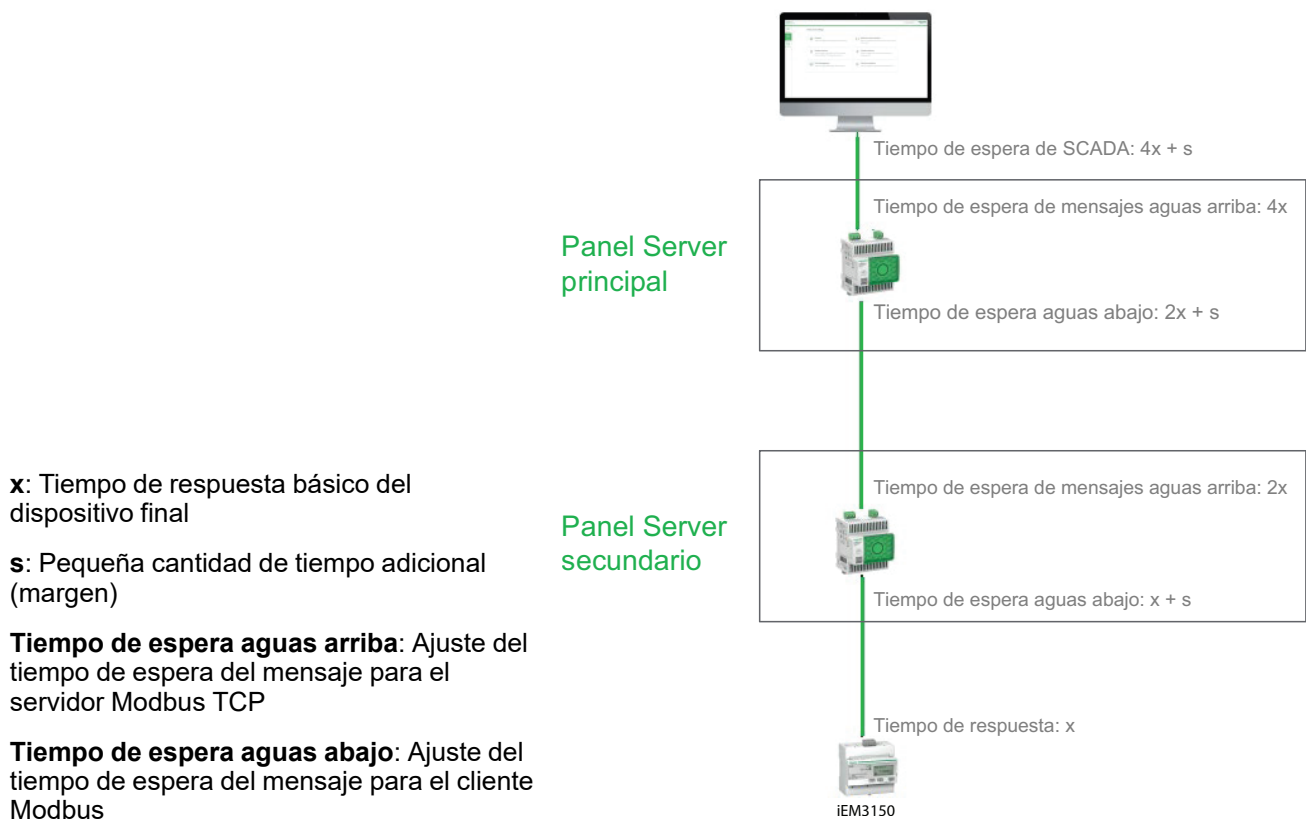 Tiempo de espera de SCADA: 4x + s
Tiempo de espera de mensajes aguas arriba: 4x
Panel Server
principal
Tiempo de espera aguas abajo: 2x + s
x: Tiempo de respuesta básico del
dispositivo final
s: Pequeña cantidad de tiempo adicional
(margen)
Tiempo de espera aguas arriba: Ajuste del
tiempo de espera del mensaje para el
servidor Modbus TCP
Tiempo de espera aguas abajo: Ajuste del
tiempo de espera del mensaje para el cliente
Modbus
Tiempo de espera de mensajes aguas arriba: 2x
Panel Server
secundario
Tiempo de espera aguas abajo: x + s
Tiempo de respuesta: x
iEM3150